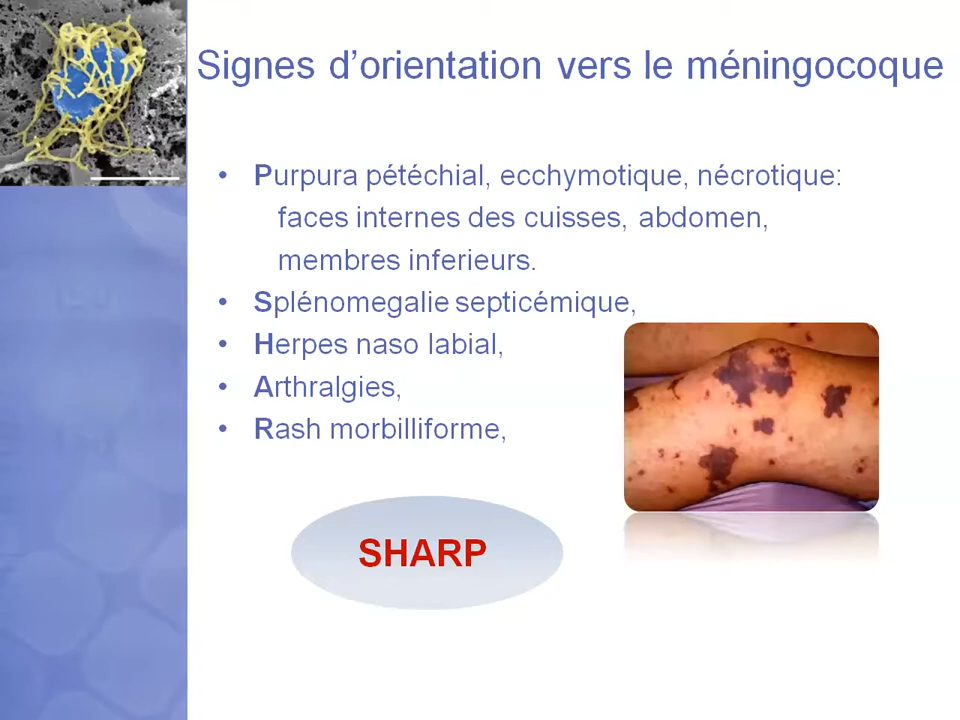 Signes d’orientation vers le méningocoque
• Purpura pétéchial, ecchymotique, nécrotique:
faces internes des cuisses, abdomen,
membres inferieurs.
• Splénomegalie septicémique,
• Herpes naso labial,
• Arthralgies,
• Rash morbilliforme,
SHARP